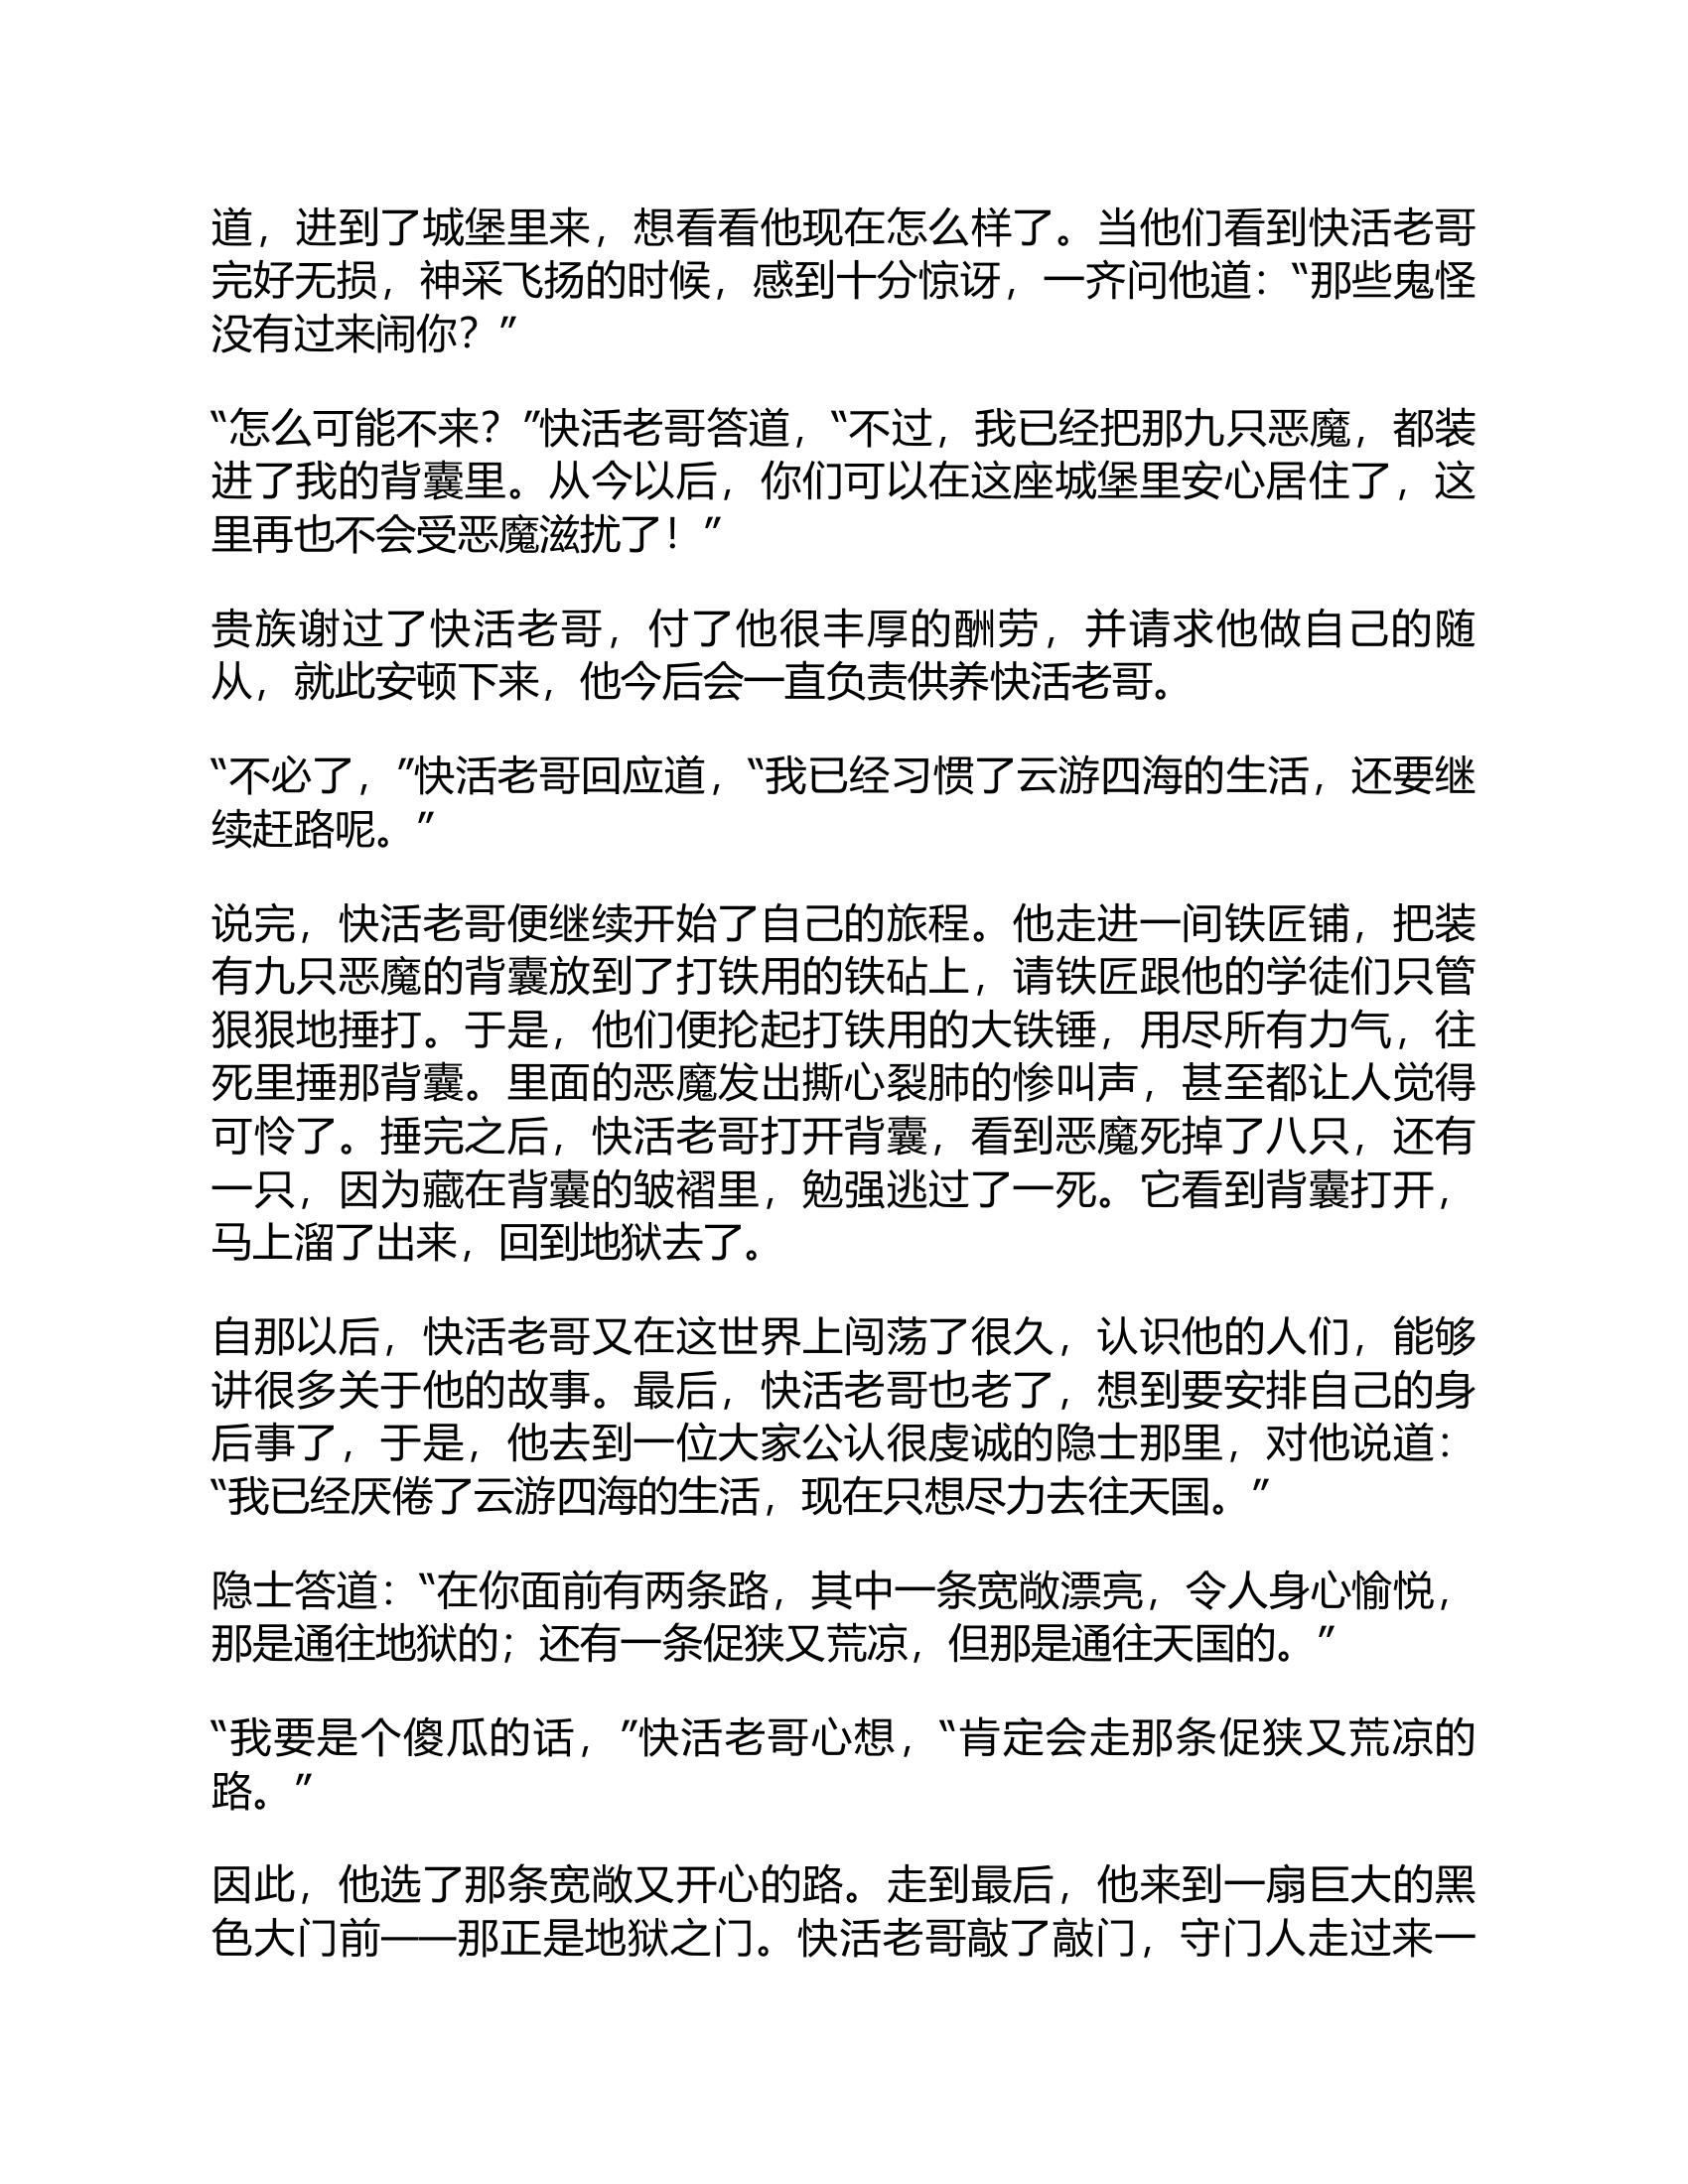 道，进到了城堡里来，想看看他现在怎么样了。当他们看到快活老哥
完好无损，神采飞扬的时候，感到十分惊讶，一齐问他道：“那些鬼怪
没有过来闹你？”
“怎么可能不来？”快活老哥答道，“不过，我已经把那九只恶魔，都装
进了我的背囊里。从今以后，你们可以在这座城堡里安心居住了，这
里再也不会受恶魔滋扰了！”
贵族谢过了快活老哥，付了他很丰厚的酬劳，并请求他做自己的随
从，就此安顿下来，他今后会一直负责供养快活老哥。
“不必了，”快活老哥回应道，“我已经习惯了云游四海的生活，还要继
续赶路呢。”
说完，快活老哥便继续开始了自己的旅程。他走进一间铁匠铺，把装
有九只恶魔的背囊放到了打铁用的铁砧上，请铁匠跟他的学徒们只管
狠狠地捶打。于是，他们便抡起打铁用的大铁锤，用尽所有力气，往
死里捶那背囊。里面的恶魔发出撕心裂肺的惨叫声，甚至都让人觉得
可怜了。捶完之后，快活老哥打开背囊，看到恶魔死掉了八只，还有
一只，因为藏在背囊的皱褶里，勉强逃过了一死。它看到背囊打开，
马上溜了出来，回到地狱去了。
自那以后，快活老哥又在这世界上闯荡了很久，认识他的人们，能够
讲很多关于他的故事。最后，快活老哥也老了，想到要安排自己的身
后事了，于是，他去到一位大家公认很虔诚的隐士那里，对他说道：
“我已经厌倦了云游四海的生活，现在只想尽力去往天国。”
隐士答道：“在你面前有两条路，其中一条宽敞漂亮，令人身心愉悦，
那是通往地狱的；还有一条促狭又荒凉，但那是通往天国的。”
“我要是个傻瓜的话，”快活老哥心想，“肯定会走那条促狭又荒凉的
路。”
因此，他选了那条宽敞又开心的路。走到最后，他来到一扇巨大的黑
色大门前——那正是地狱之门。快活老哥敲了敲门，守门人走过来一